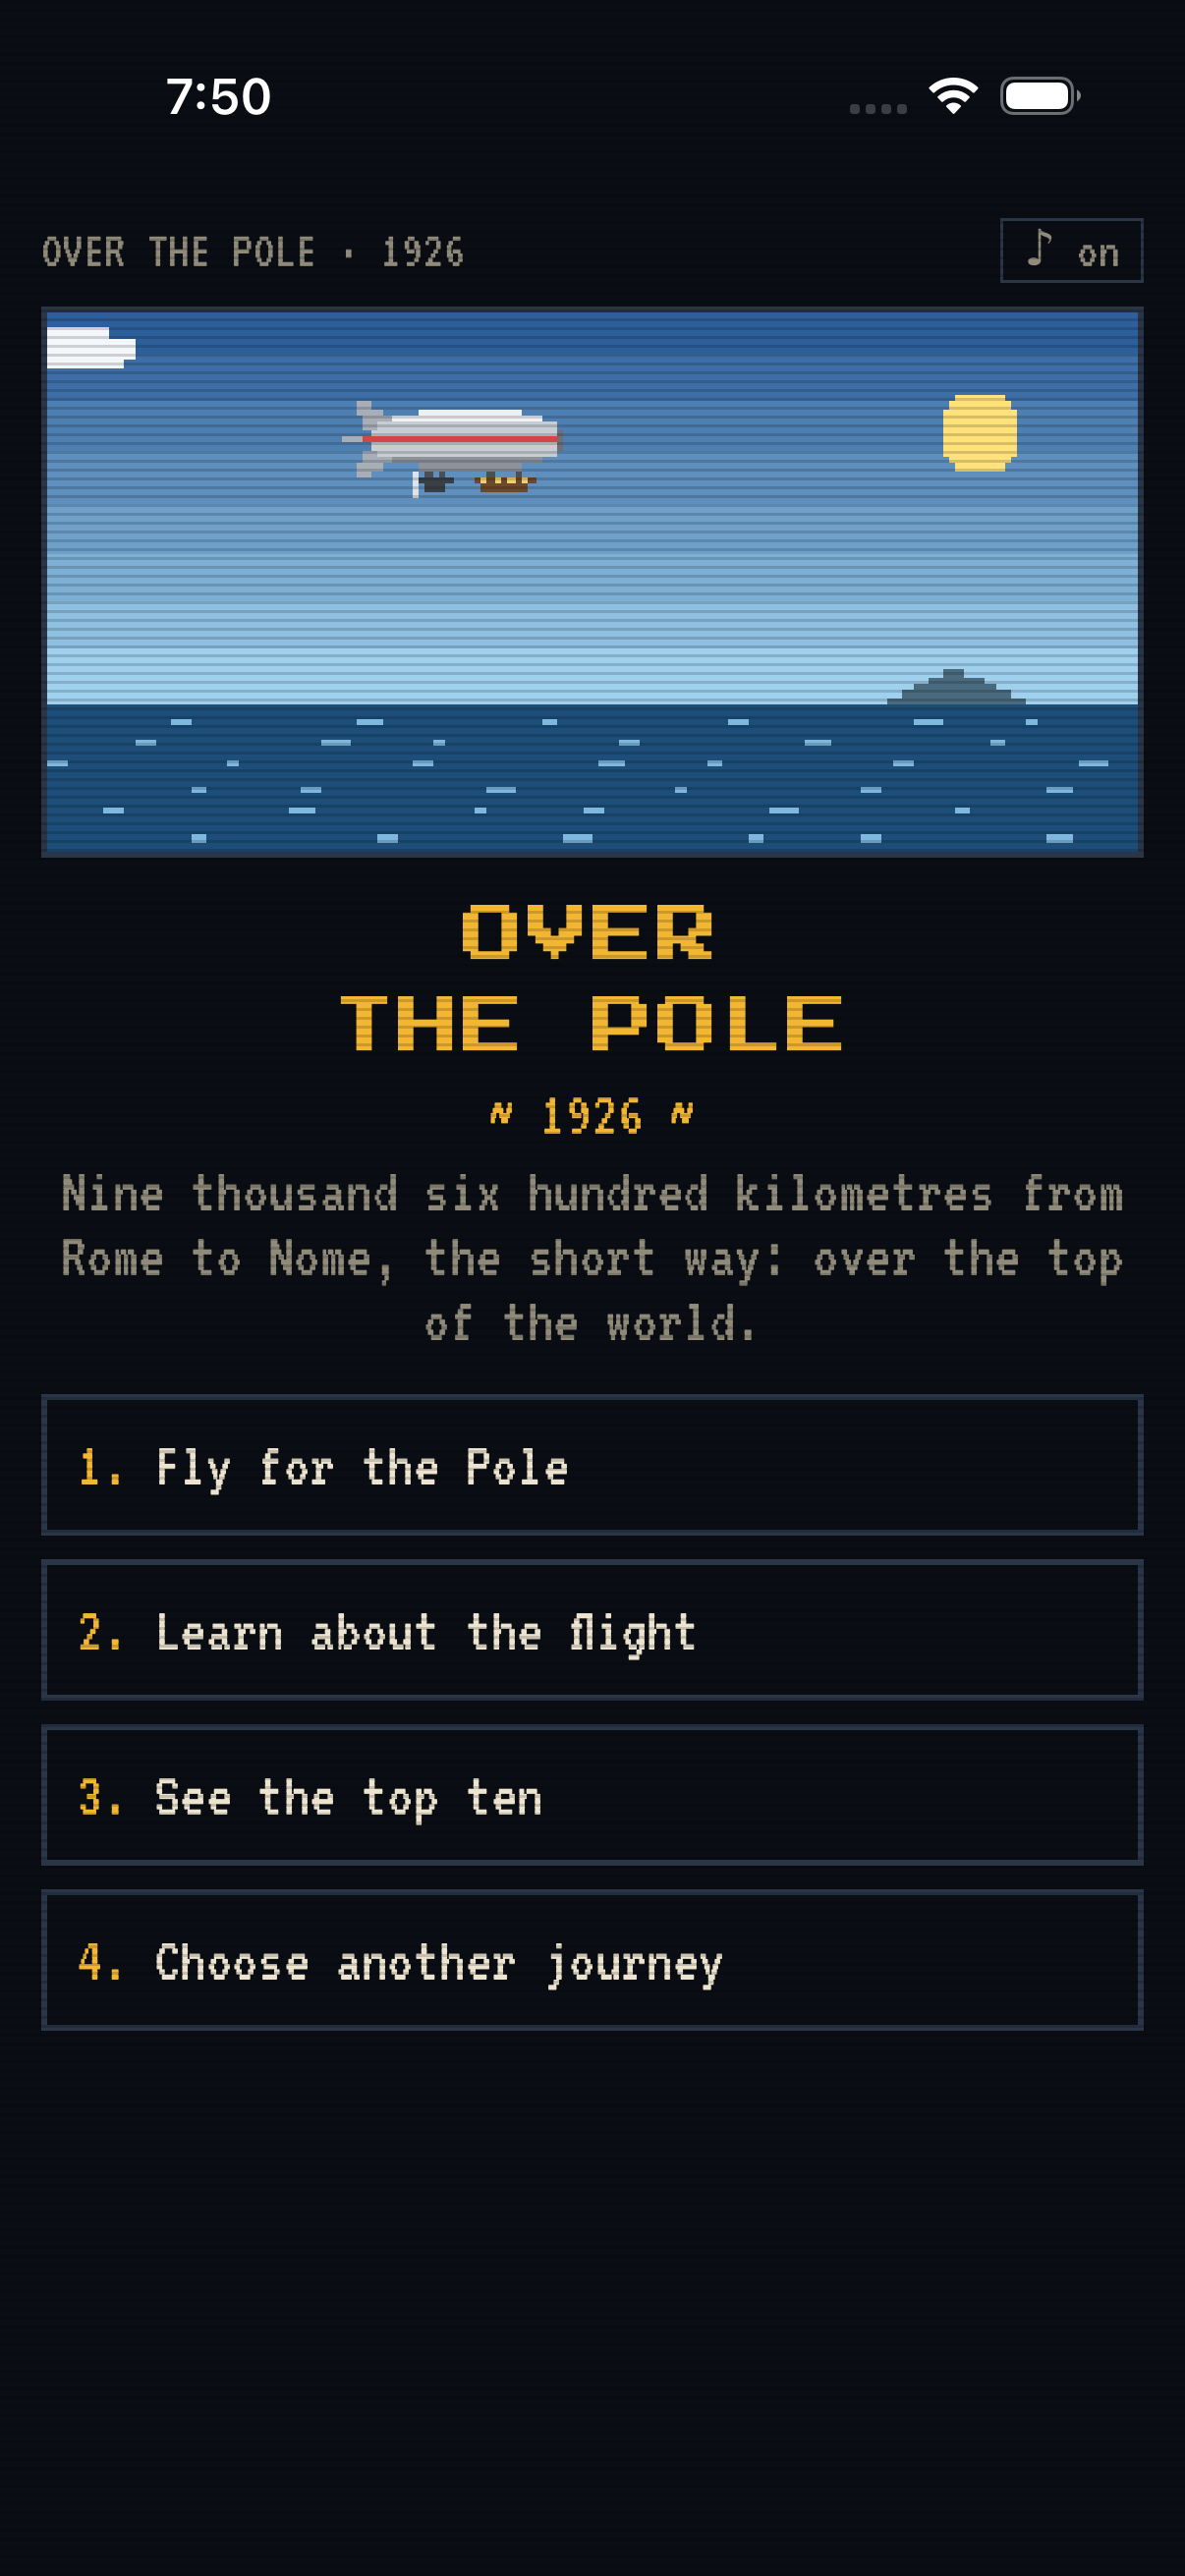 7:50
OVER THE POLE · 1926
♪ on
OVER
THE POLE
~ 1926 ~
Nine thousand six hundred kilometres from
Rome to Nome, the short way: over the top
of the world.
1. Fly for the Pole
2. Learn about the flight
3. See the top ten
4. Choose another journey